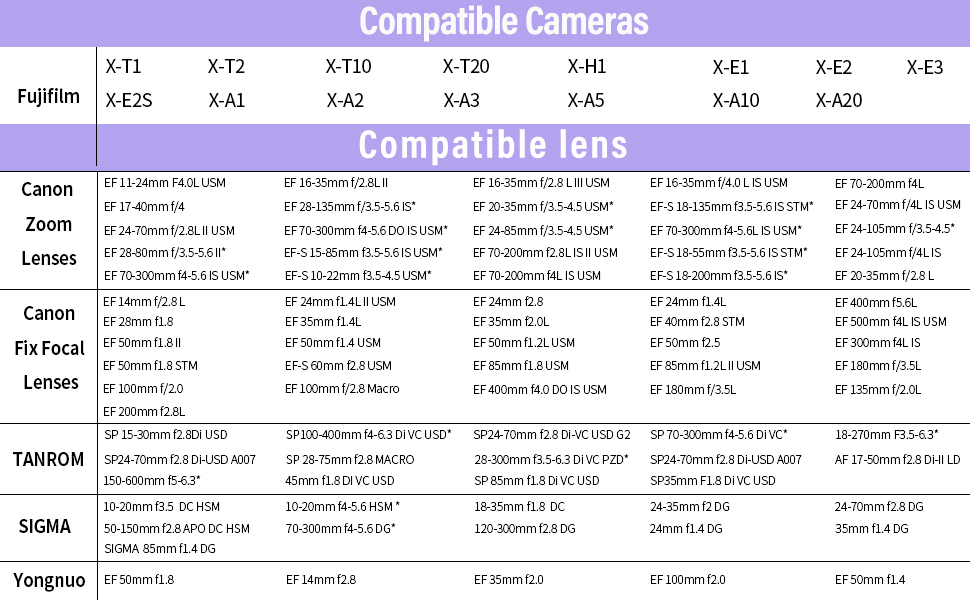 Compatible Cameras
Fujifilm
X-T1 X-T2 X-T10 X-T20 X-H1 X-E1 X-E2 X-E3
X-E2S X-A1 X-A2 X-A3 X-A5 X-A10 X-A20
Compatible lens
Canon
Zoom
Lenses
EF 11-24mm F4.0L USM EF 16-35mm f/2.8L II EF 16-35mm f/2.8 L III USM EF 16-35mm f/4.0 L IS USM EF 70-200mm f4L
EF 17-40mm f/4 EF 28-135mm f/3.5-5.6 IS* EF 20-35mm f/3.5-4.5 USM* EF-S 18-135mm f3.5-5.6 IS STM* EF 24-70mm f/4L IS USM
EF 24-70mm f/2.8L II USM EF 70-300mm f4-5.6 DO IS USM* EF 24-85mm f/3.5-4.5 USM* EF 70-300mm f4-5.6L IS USM* EF 24-105mm f/3.5-4.5*
EF 28-80mm f/3.5-5.6 II* EF-S 15-85mm f3.5-5.6 IS USM* EF 70-200mm f2.8L IS II USM EF-S 18-55mm f3.5-5.6 IS STM* EF 24-105mm f/4L IS
EF 70-300mm f4-5.6 IS USM* EF-S 10-22mm f3.5-4.5 USM* EF 70-200mm f4L IS USM EF-S 18-200mm f3.5-5.6 IS* EF 20-35mm f/2.8 L
Canon
Fix Focal
Lenses
EF 14mm f/2.8 L EF 24mm f1.4L II USM EF 24mm f2.8 EF 24mm f1.4L EF 400mm f5.6L
EF 28mm f1.8 EF 35mm f1.4L EF 35mm f2.0L EF 40mm f2.8 STM EF 500mm f4L IS USM
EF 50mm f1.8 II EF 50mm f1.4 USM EF 50mm f1.2L USM EF 50mm f2.5 EF 300mm f4L IS
EF 50mm f1.8 STM EF-S 60mm f2.8 USM EF 85mm f1.8 USM EF 85mm f1.2L II USM EF 180mm f/3.5L
EF 100mm f/2.0 EF 100mm f/2.8 Macro EF 400mm f4.0 DO IS USM EF 180mm f/3.5L EF 135mm f/2.0L
EF 200mm f2.8L
TANROM
SP 15-30mm f2.8Di USD SP100-400mm f4-6.3 Di VC USD* SP24-70mm f2.8 Di-VC USD G2 SP 70-300mm f4-5.6 Di VC* 18-270mm F3.5-6.3*
SP24-70mm f2.8 Di-USD A007 SP 28-75mm f2.8 MACRO 28-300mm f3.5-6.3 Di VC PZD* SP24-70mm f2.8 Di-USD A007 AF 17-50mm f2.8 Di-II LD
150-600mm f5-6.3* 45mm f1.8 DI VC USD SP 85mm f1.8 Di VC USD SP35mm F1.8 DI VC USD
SIGMA
10-20mm f3.5 DC HSM 10-20mm f4-5.6 HSM * 18-35mm f1.8 DC 24-35mm f2 DG 24-70mm f2.8 DG
50-150mm f2.8 APO DC HSM 70-300mm f4-5.6 DG* 120-300mm f2.8 DG 24mm f1.4 DG 35mm f1.4 DG
SIGMA 85mm f1.4 DG
Yongnuo
EF 50mm f1.8 EF 14mm f2.8 EF 35mm f2.0 EF 100mm f2.0 EF 50mm f1.4